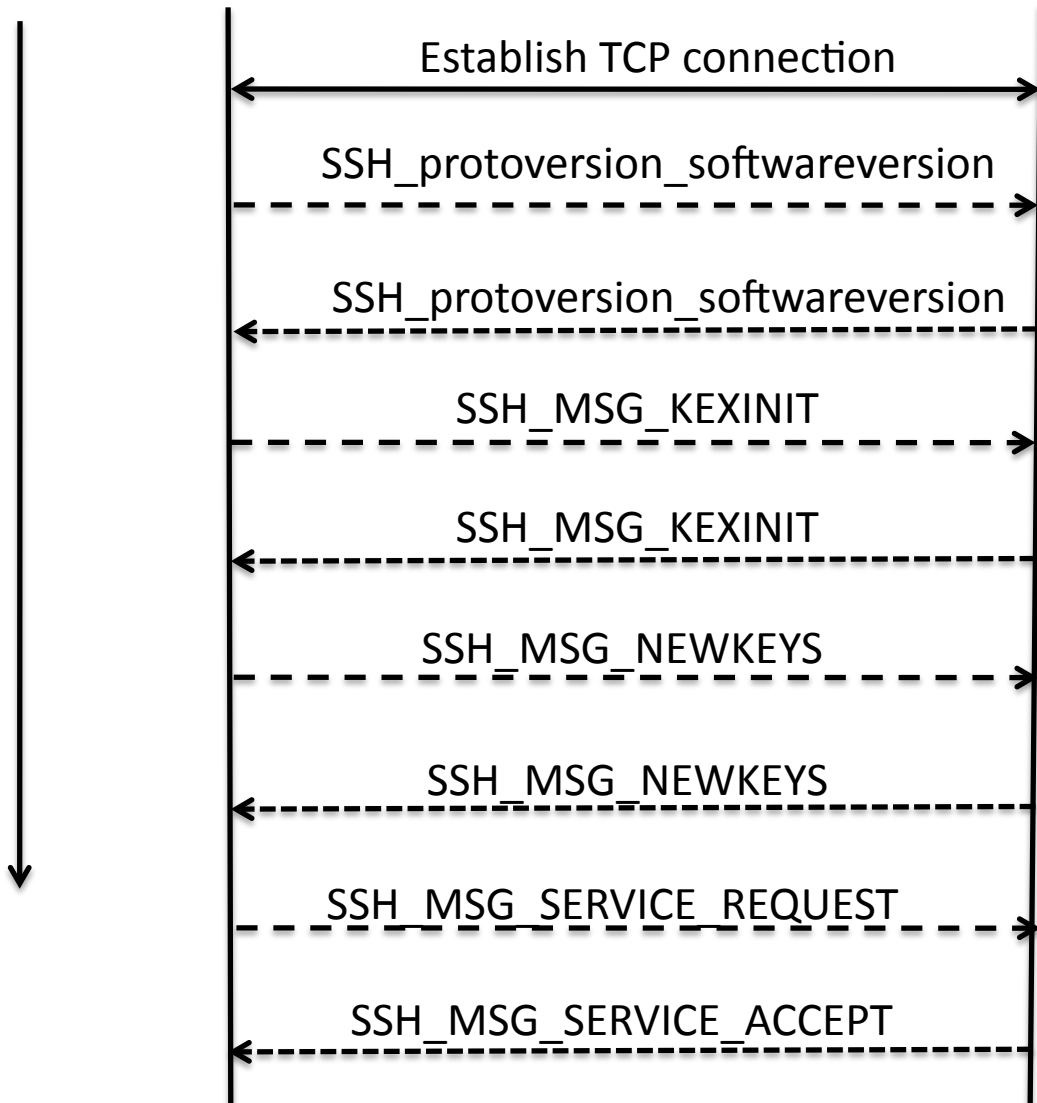 Establish TCP connection
SSH_protoversion_softwareversion
SSH_protoversion_softwareversion
SSH_MSG_KEXINIT
SSH_MSG_KEXINIT
SSH_MSG_NEWKEYS
SSH_MSG_NEWKEYS
SSH_MSG_SERVICE_REQUEST
SSH_MSG_SERVICE_ACCEPT